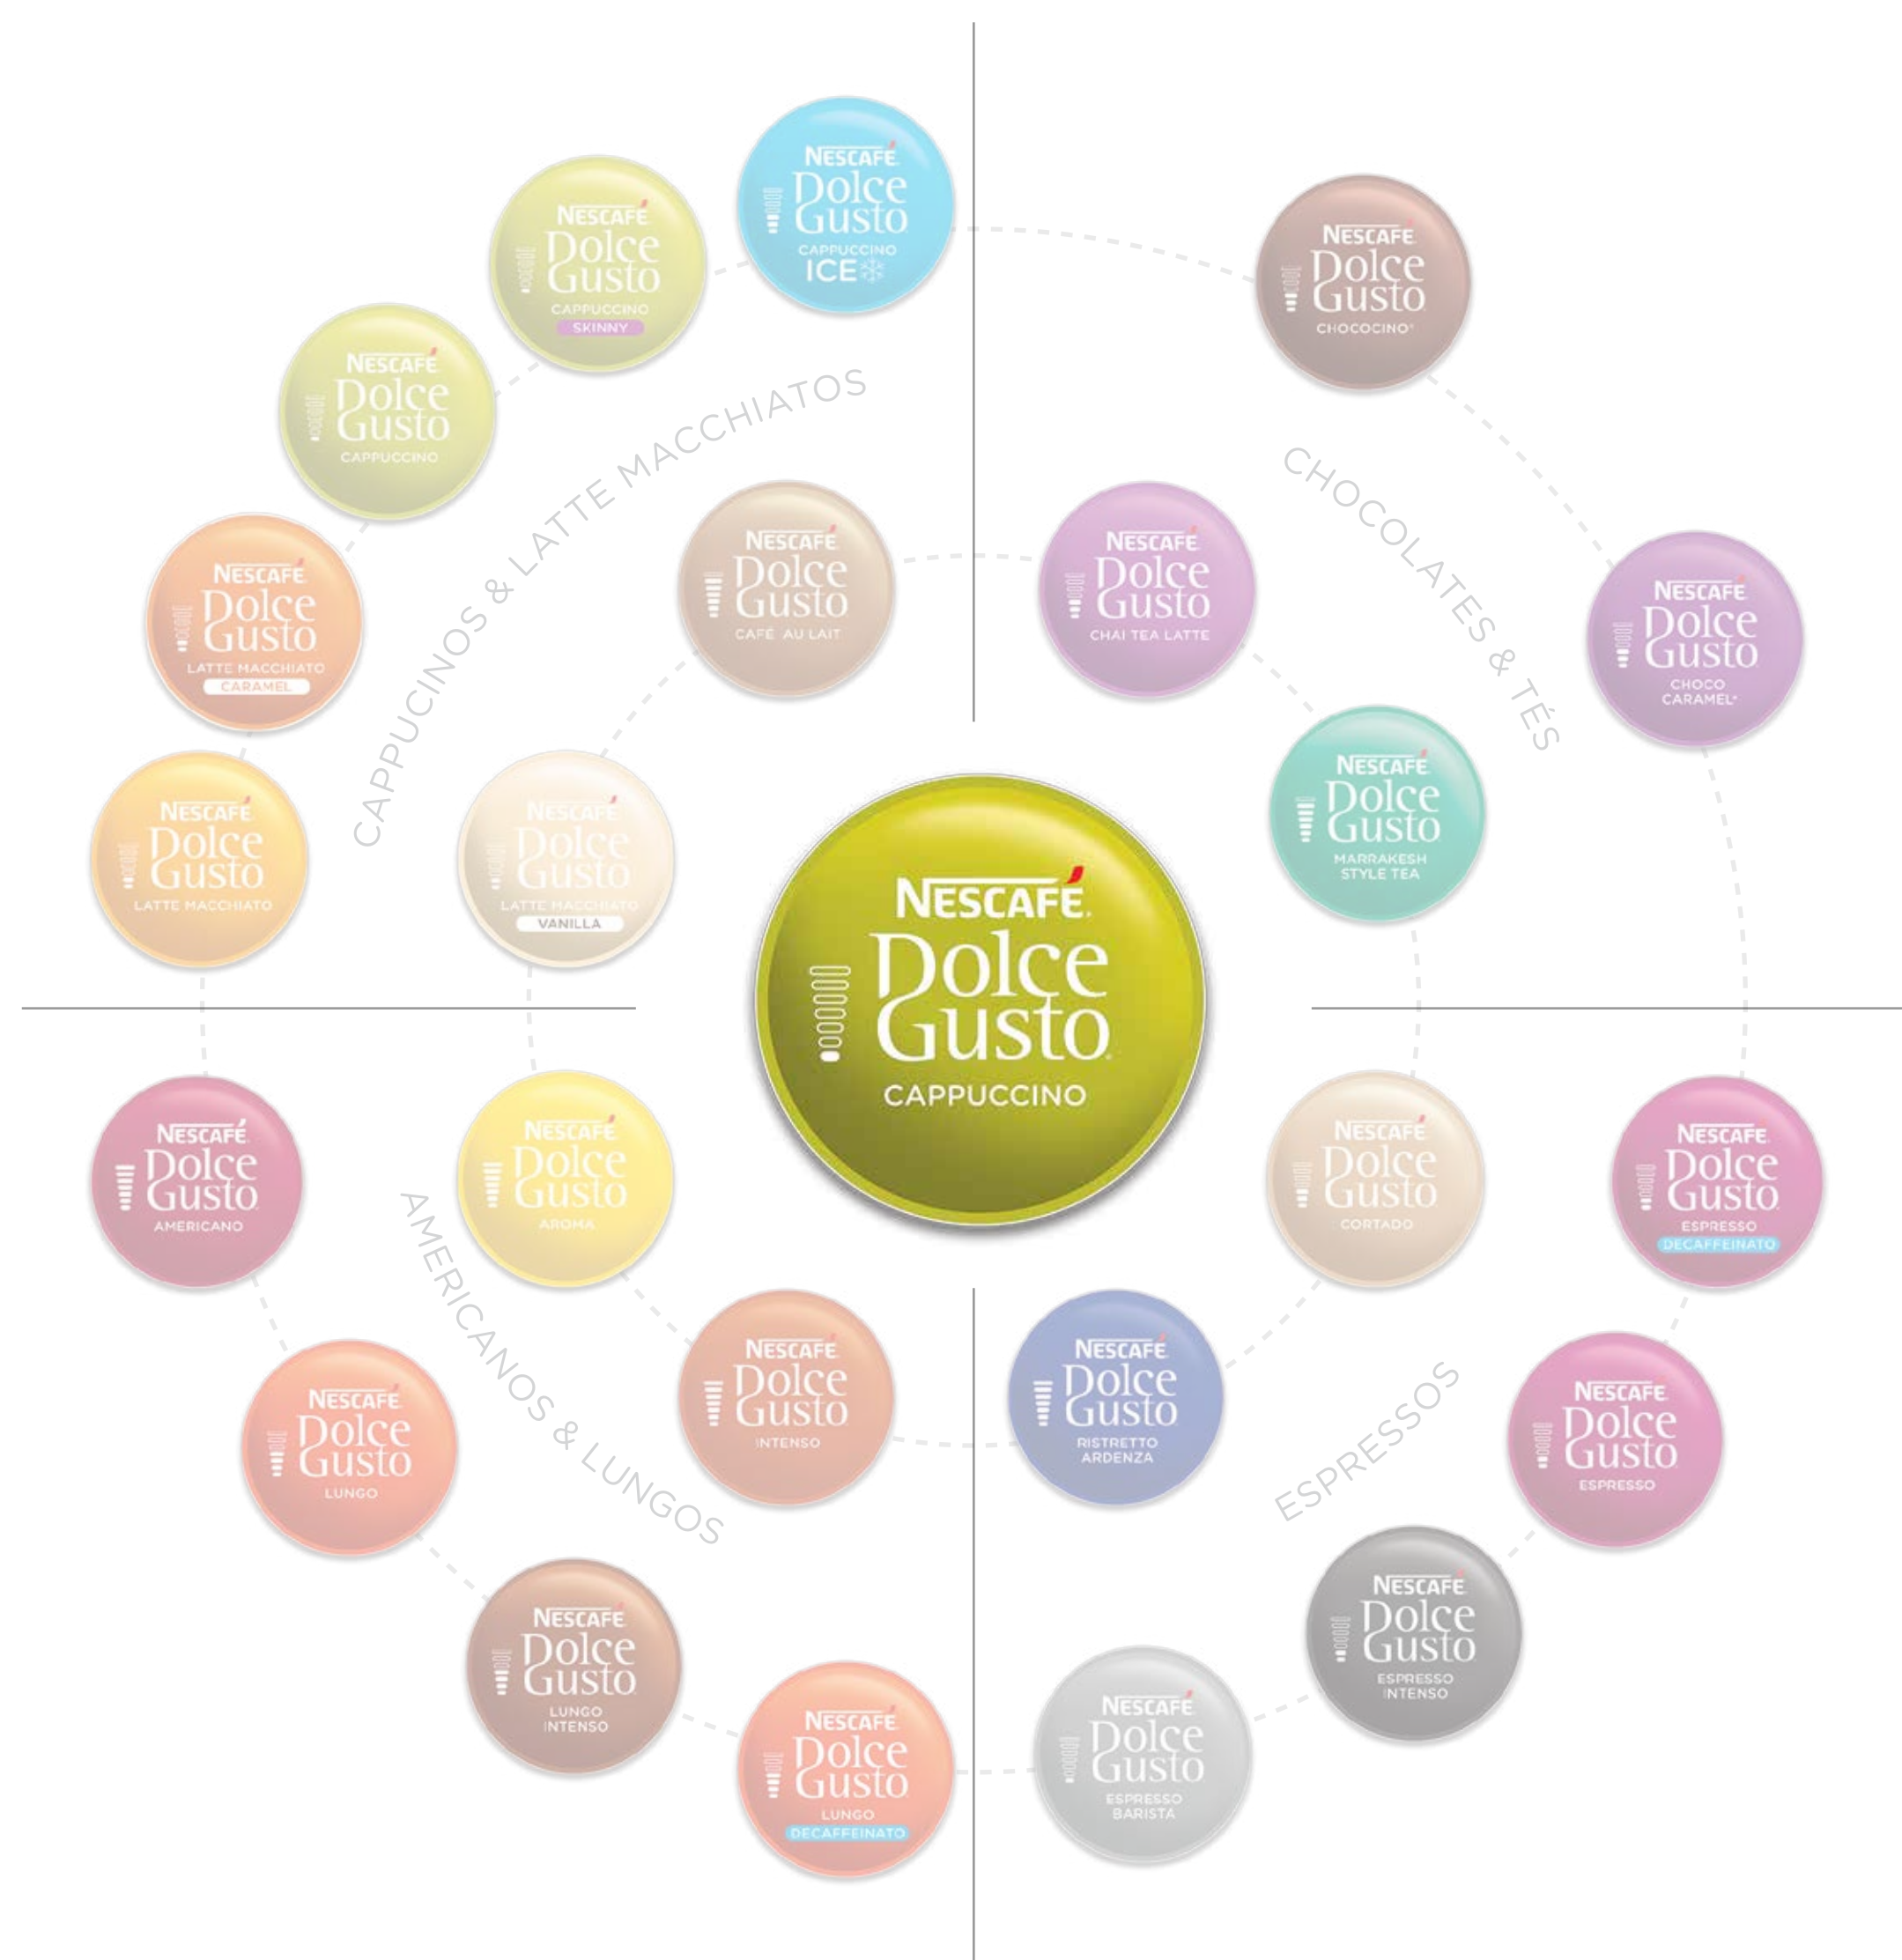 NESCAFÉ
Dolce
Gusto
CAPPUCCINO
ICE
NESCAFÉ
Dolce
Gusto
CAPPUCCINO
SKINNY
NESCAFÉ
Dolce
Gusto
CAPPUCCINO
NESCAFÉ
Dolce
Gusto
LATTE MACCHIATO
CARAMEL
NESCAFÉ
Dolce
Gusto
LATTE MACCHIATO
CAPPUCINOS & LATTE MACCHIATOS
NESCAFÉ
Dolce
Gusto
CAFÉ AU LAIT
NESCAFÉ
Dolce
Gusto
LATTE MACCHIATO
VANILLA
NESCAFÉ
Dolce
Gusto
CHOCOCINO*
CHOCOLATES & TÉS
NESCAFÉ
Dolce
Gusto
CHOCO
CARAMEL*
NESCAFÉ
Dolce
Gusto
CHAI TEA LATTE
NESCAFÉ
Dolce
Gusto
MARRAKESH
STYLE TEA
NESCAFÉ.
Dolce
Gusto
CAPPUCCINO
NESCAFÉ
Dolce
Gusto
AMERICANO
NESCAFÉ
Dolce
Gusto
AROMA
AMERICANOS & LUNGOS
NESCAFÉ
Dolce
Gusto
LUNGO
NESCAFÉ
Dolce
Gusto
INTENSO
NESCAFÉ
Dolce
Gusto
LUNGO
INTENSO
NESCAFÉ
Dolce
Gusto
LUNGO
DECAFFEINATO
NESCAFÉ
Dolce
Gusto
CORTADO
NESCAFÉ
Dolce
Gusto
ESPRESSO
DECAFFEINATO
NESCAFÉ
Dolce
Gusto
RISTRETTO
ARDENZA
ESPRESSOS
NESCAFÉ
Dolce
Gusto
ESPRESSO
NESCAFÉ
Dolce
Gusto
ESPRESSO
INTENSO
NESCAFÉ
Dolce
Gusto
ESPRESSO
BARISTA